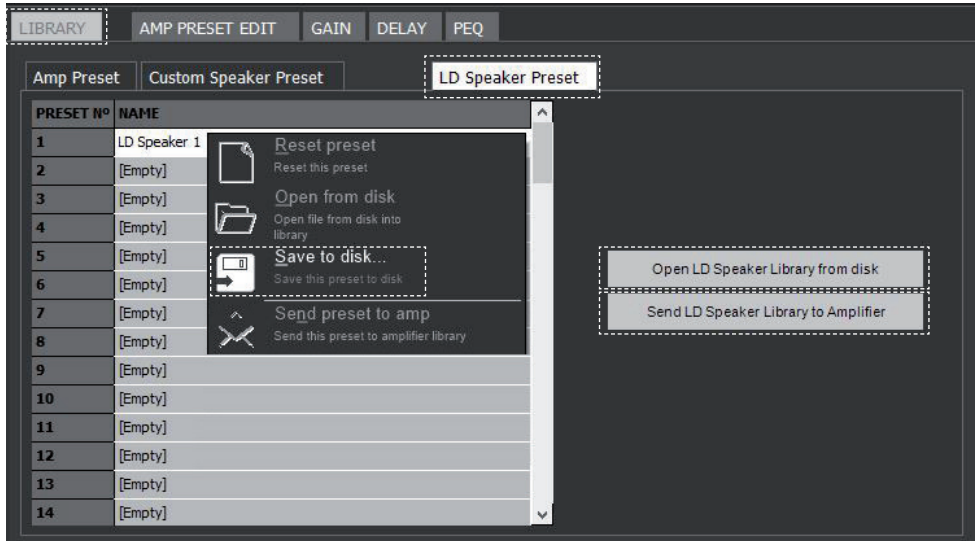 LIBRARY AMP PRESET EDIT GAIN DELAY PEQ
Amp Preset Custom Speaker Preset LD Speaker Preset
PRESET Nº NAME
1 LD Speaker 1
2 [Empty]
3 [Empty]
4 [Empty]
5 [Empty]
6 [Empty]
7 [Empty]
8 [Empty]
9 [Empty]
10 [Empty]
11 [Empty]
12 [Empty]
13 [Empty]
14 [Empty]
Reset preset
Reset this preset
Open from disk
Open file from disk into
library
Save to disk...
Save this preset to disk
Send preset to amp
Send this preset to amplifier library
Open LD Speaker Library from disk
Send LD Speaker Library to Amplifier